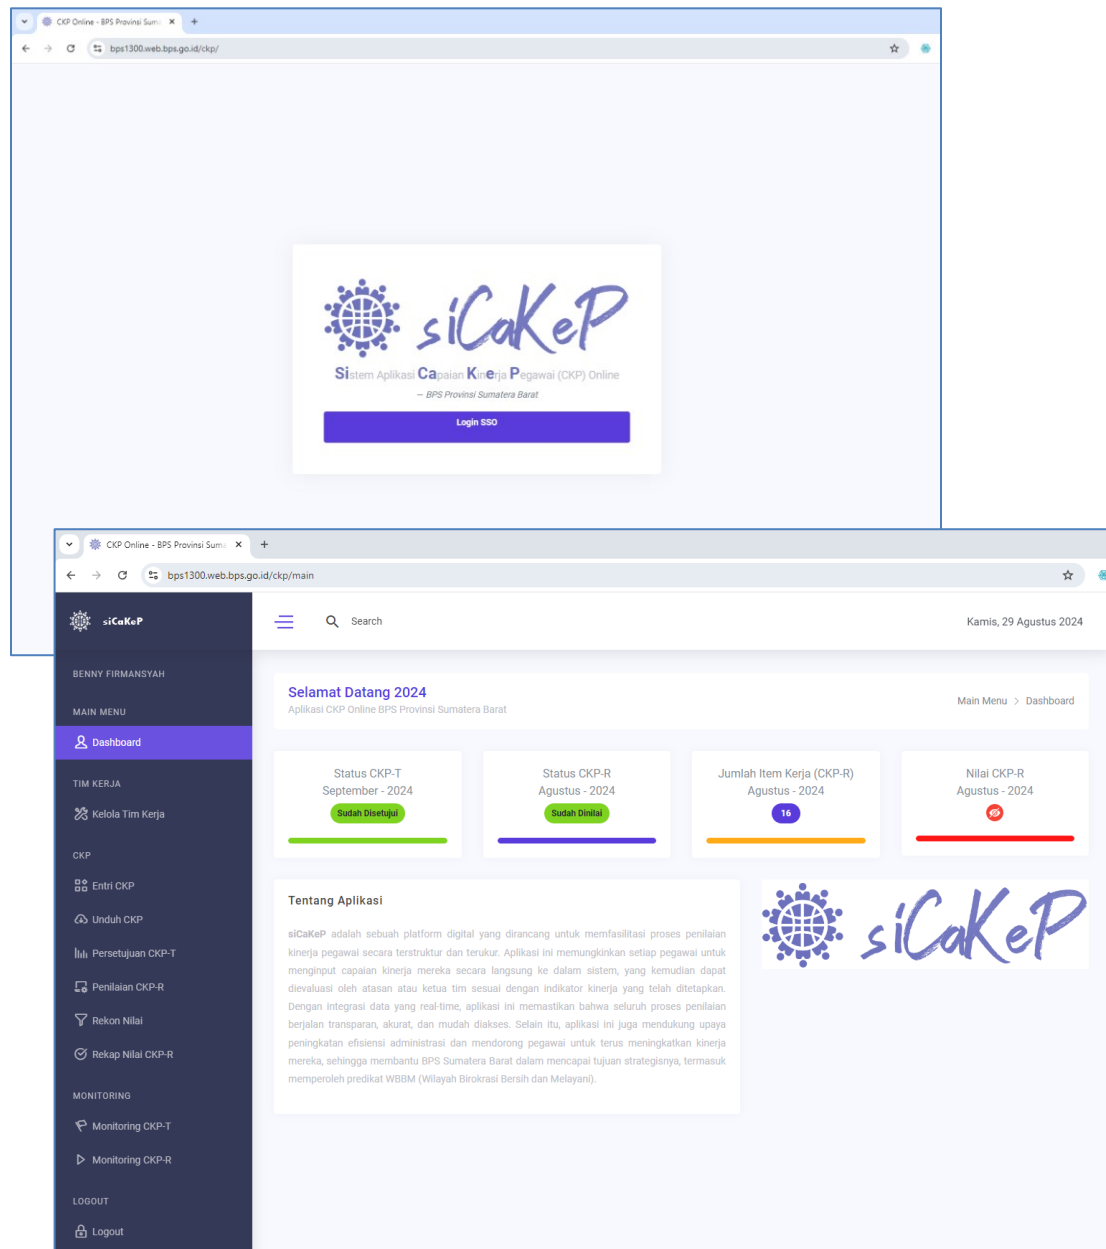 CKP Online - BPS Provinsi Sum
bps1300.web.bps.go.id/ckp/
siCaKeP
Sistem Aplikasi Capaian Kinerja Pegawai (CKP) Online
– BPS Provinsi Sumatera Barat
Login SSO
CKP Online - BPS Provinsi Sum
bps1300.web.bps.go.id/ckp/main
siCaKeP
Search
Kamis, 29 Agustus 2024
BENNY FIRMANSYAH
MAIN MENU
Dashboard
TIM KERJA
Kelola Tim Kerja
CKP
Entri CKP
Unduh CKP
Persetujuan CKP-T
Penilaian CKP-R
Rekon Nilai
Rekap Nilai CKP-R
MONITORING
Monitoring CKP-T
Monitoring CKP-R
LOGOUT
Logout
Selamat Datang 2024
Aplikasi CKP Online BPS Provinsi Sumatera Barat
Main Menu > Dashboard
Status CKP-T
September - 2024
Sudah Disetujui
Status CKP-R
Agustus - 2024
Sudah Dinilai
Jumlah Item Kerja (CKP-R)
Agustus - 2024
16
Nilai CKP-R
Agustus - 2024
Tentang Aplikasi
siCaKeP adalah sebuah platform digital yang dirancang untuk memfasilitasi proses penilaian
kinerja pegawai secara terstruktur dan terukur. Aplikasi ini memungkinkan setiap pegawai untuk
menginput capaian kinerja mereka secara langsung ke dalam sistem, yang kemudian dapat
dievaluasi oleh atasan atau ketua tim sesuai dengan indikator kinerja yang telah ditetapkan.
Dengan integrasi data yang real-time, aplikasi ini memastikan bahwa seluruh proses penilaian
berjalan transparan, akurat, dan mudah diakses. Selain itu, aplikasi ini juga mendukung upaya
peningkatan efisiensi administrasi dan mendorong pegawai untuk terus meningkatkan kinerja
mereka, sehingga membantu BPS Sumatera Barat dalam mencapai tujuan strategisnya, termasuk
memperoleh predikat WBBM (Wilayah Birokrasi Bersih dan Melayani).
siCaKeP